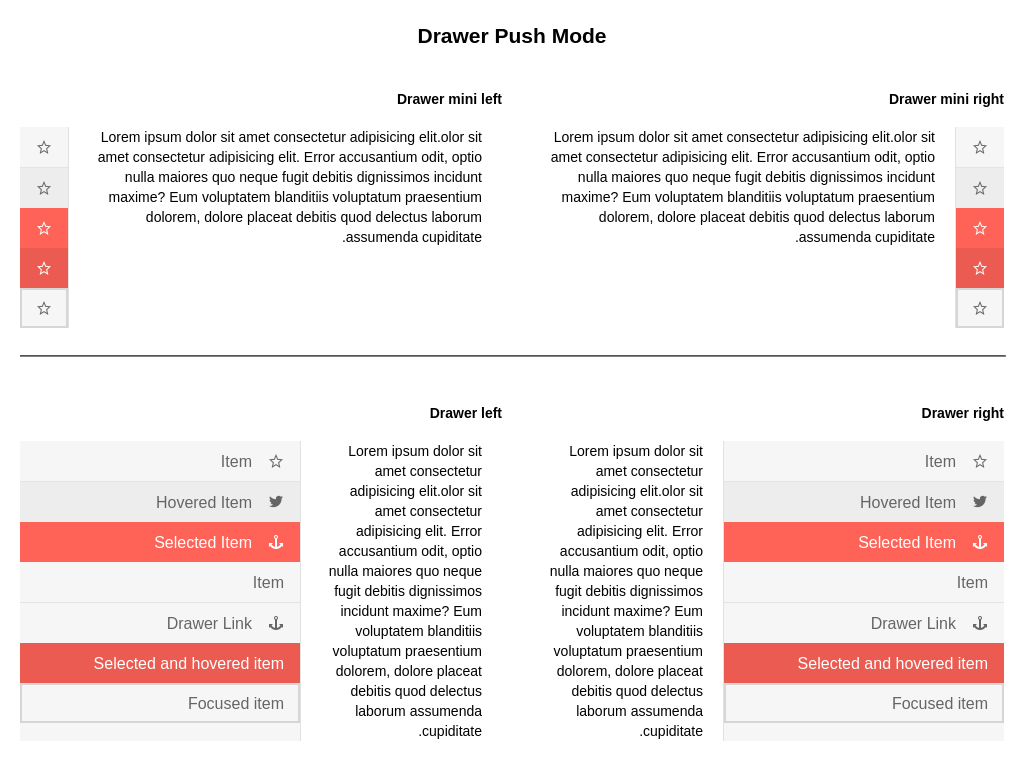 Drawer Push Mode
Drawer mini left
Lorem ipsum dolor sit amet consectetur adipisicing elit.olor sit
amet consectetur adipisicing elit. Error accusantium odit, optio
nulla maiores quo neque fugit debitis dignissimos incidunt
maxime? Eum voluptatem blanditiis voluptatum praesentium
dolorem, dolore placeat debitis quod delectus laborum
.assumenda cupiditate
Drawer mini right
Lorem ipsum dolor sit amet consectetur adipisicing elit.olor sit
amet consectetur adipisicing elit. Error accusantium odit, optio
nulla maiores quo neque fugit debitis dignissimos incidunt
maxime? Eum voluptatem blanditiis voluptatum praesentium
dolorem, dolore placeat debitis quod delectus laborum
.assumenda cupiditate
Drawer left
Item
Hovered Item
Selected Item
Item
Drawer Link
Selected and hovered item
Focused item
Lorem ipsum dolor sit
amet consectetur
adipisicing elit.olor sit
amet consectetur
adipisicing elit. Error
accusantium odit, optio
nulla maiores quo neque
fugit debitis dignissimos
incidunt maxime? Eum
voluptatem blanditiis
voluptatum praesentium
dolorem, dolore placeat
debitis quod delectus
laborum assumenda
.cupiditate
Drawer right
Lorem ipsum dolor sit
amet consectetur
adipisicing elit.olor sit
amet consectetur
adipisicing elit. Error
accusantium odit, optio
nulla maiores quo neque
fugit debitis dignissimos
incidunt maxime? Eum
voluptatem blanditiis
voluptatum praesentium
dolorem, dolore placeat
debitis quod delectus
laborum assumenda
.cupiditate
Item
Hovered Item
Selected Item
Item
Drawer Link
Selected and hovered item
Focused item